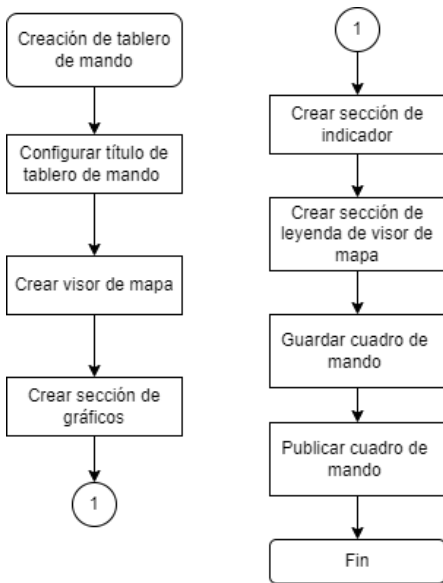 Creación de tablero
de mando
Configurar título de
tablero de mando
Crear visor de mapa
Crear sección de
gráficos
1
1
Crear sección de
indicador
Crear sección de
leyenda de visor de
mapa
Guardar cuadro de
mando
Publicar cuadro de
mando
Fin